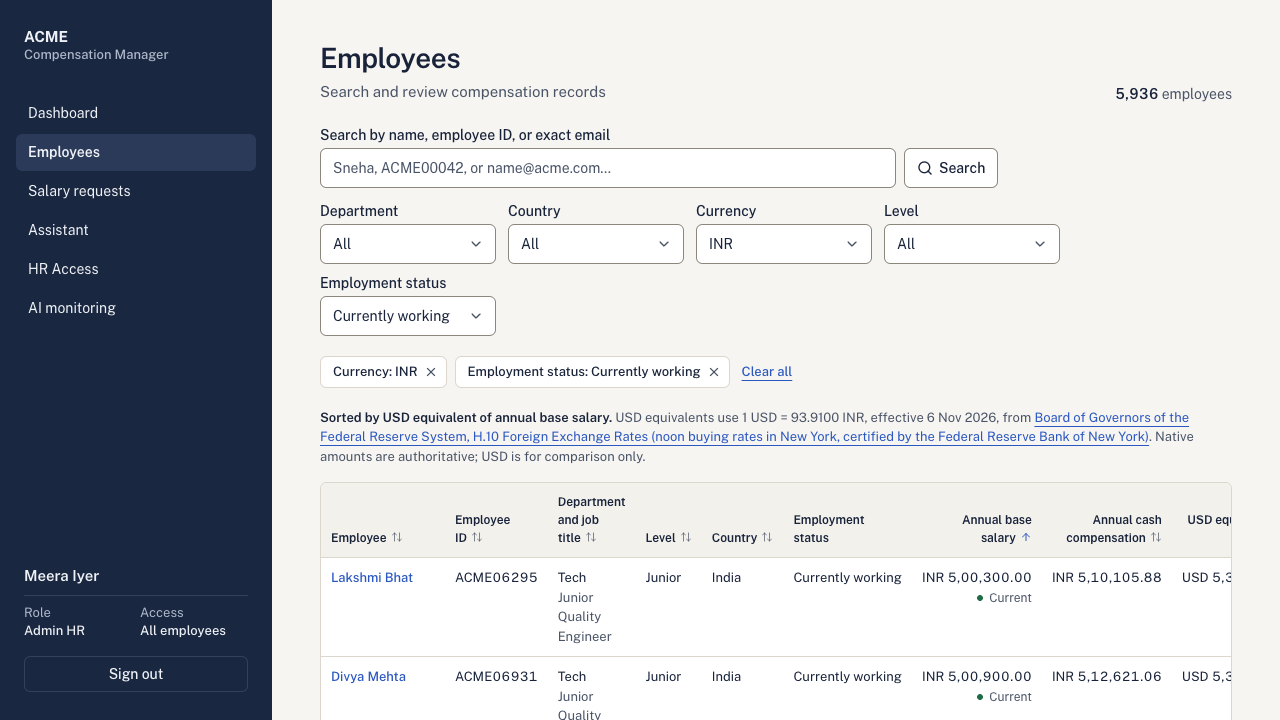 ACME
Compensation Manager
Dashboard
Employees
Salary requests
Assistant
HR Access
AI monitoring
Meera Iyer
Role Access
Admin HR All employees
Sign out
Employees
Search and review compensation records
5,936 employees
Search by name, employee ID, or exact email
Sneha, ACME00042, or name@acme.com...
Search
Department Country Currency Level
All All INR All
Employment status
Currently working
Currency: INR Employment status: Currently working Clear all
Sorted by USD equivalent of annual base salary. USD equivalents use 1 USD = 93.9100 INR, effective 6 Nov 2026, from Board of Governors of the
Federal Reserve System, H.10 Foreign Exchange Rates (noon buying rates in New York, certified by the Federal Reserve Bank of New York). Native
amounts are authoritative; USD is for comparison only.
Department
Employee and job Employment Annual base Annual cash USD
Employee ID title Level Country status salary compensation
Lakshmi Bhat ACME06295 Tech Junior India Currently working INR 5,00,300.00 INR 5,10,105.88 USD 5,3
Junior Current
Quality
Engineer
Divya Mehta ACME06931 Tech Junior India Currently working INR 5,00,900.00 INR 5,12,621.06 USD 5,3
Junior Current
Quality